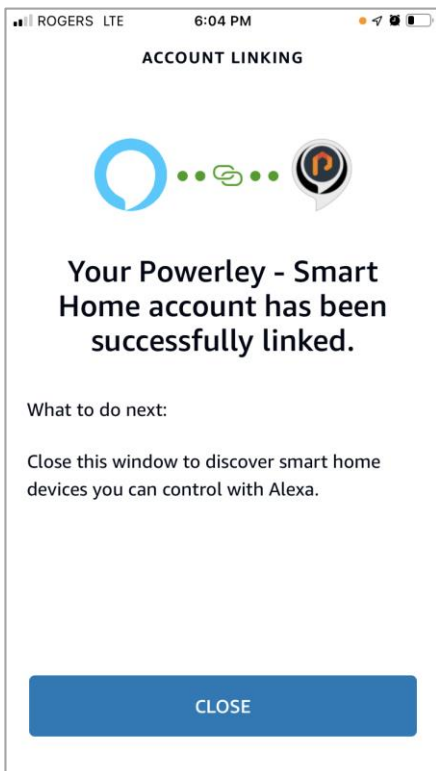 ROGERS LTE 6:04 PM
ACCOUNT LINKING
Your Powerley - Smart
Home account has been
successfully linked.
What to do next:
Close this window to discover smart home
devices you can control with Alexa.
CLOSE